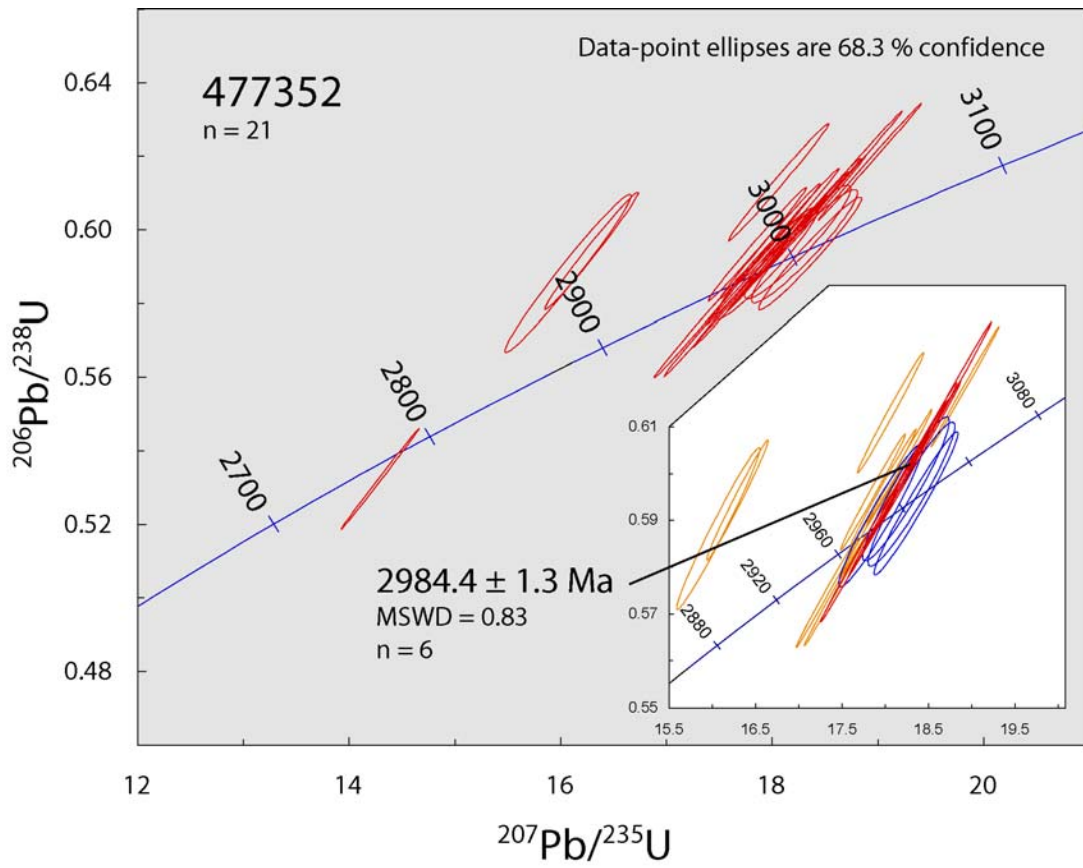 Data-point ellipses are 68.3 % confidence
477352
n = 21
0.64
0.60
0.56
0.52
0.48
206Pb/238U
3100
3000
2900
2800
2700
2984.4 ± 1.3 Ma
MSWD = 0.83
n = 6
0.61
0.59
0.57
0.55
3080
2960
2920
2880
15.5 16.5 17.5 18.5 19.5
12 14 16 18 20
207Pb/235U